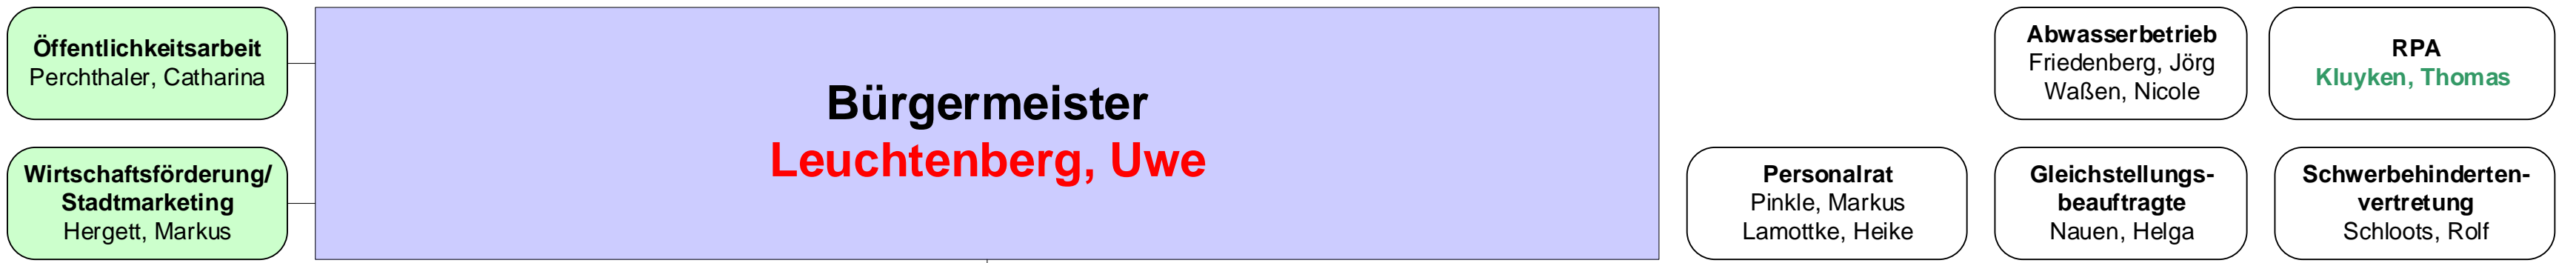 Öffentlichkeitsarbeit
Perchthaler, Catharina
Wirtschaftsförderung/
Stadtmarketing
Hergett, Markus
Bürgermeister
Leuchtenberg, Uwe
Abwasserbetrieb
Friedenberg, Jörg
Waßen, Nicole
RPA
Kluyken, Thomas
Personalrat
Pinkle, Markus
Lamottke, Heike
Gleichstellungs-
beauftragte
Nauen, Helga
Schwerbehinderten-
vertretung
Schloots, Rolf